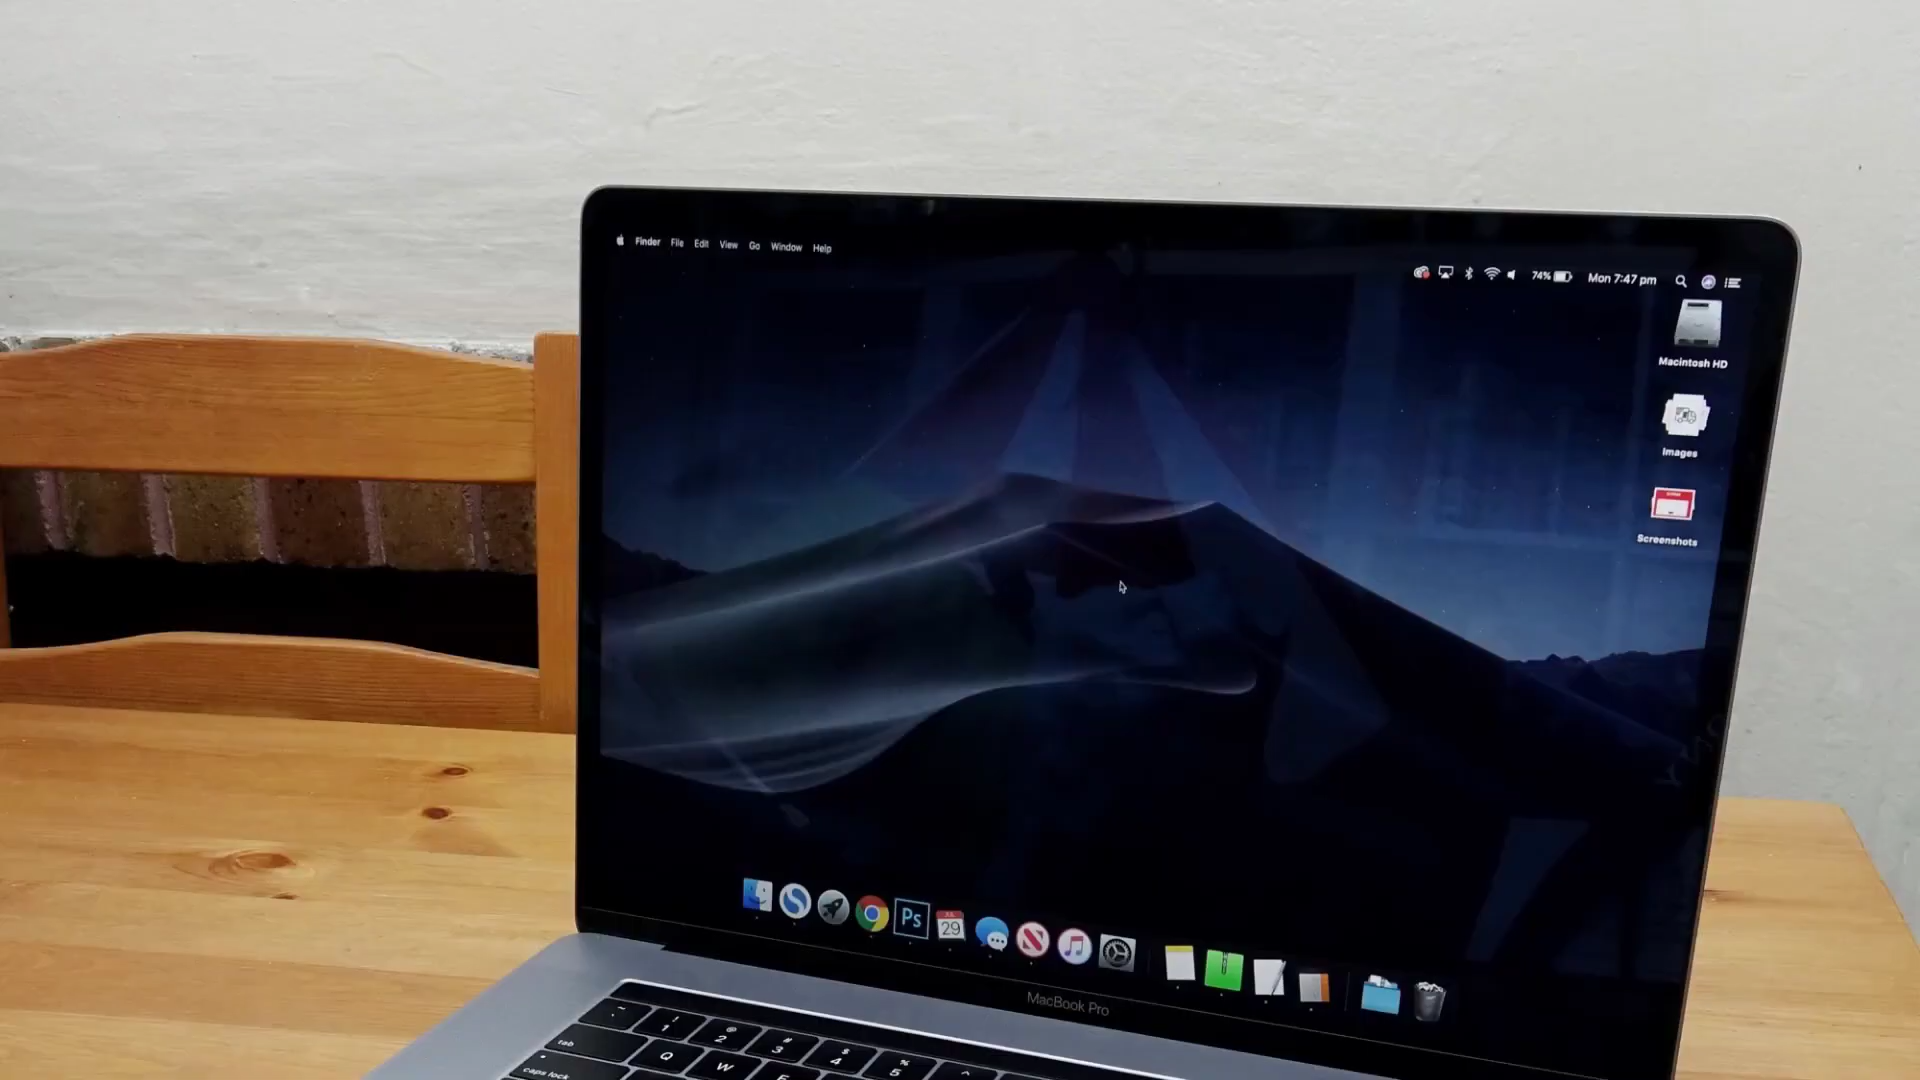 Finder File Edit View Go Window Help
74% Mon 7:47 pm
Macintosh HD
Images
Screenshots
Ps
JUL
29
MacBook Pro
~
! 1
@ 2
# 3
$ 4
% 5
^
tab
Q
W
caps lock